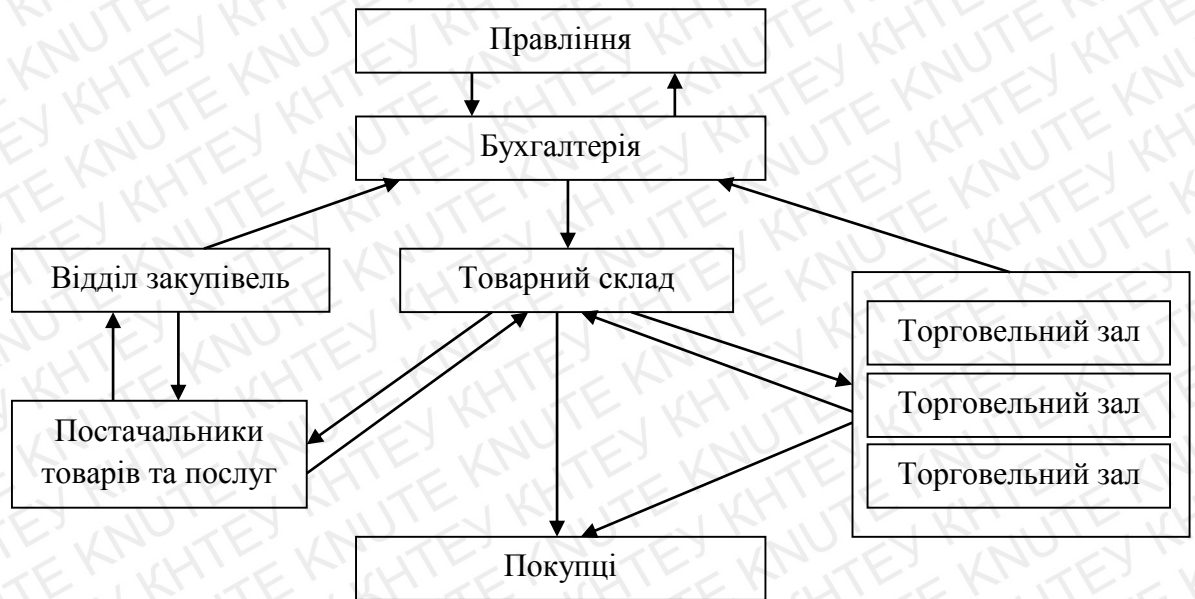 Правління
Бухгалтерія
Відділ закупівель
Товарний склад
Торговельний зал
Торговельний зал
Торговельний зал
Постачальники
товарів та послуг
Покупці